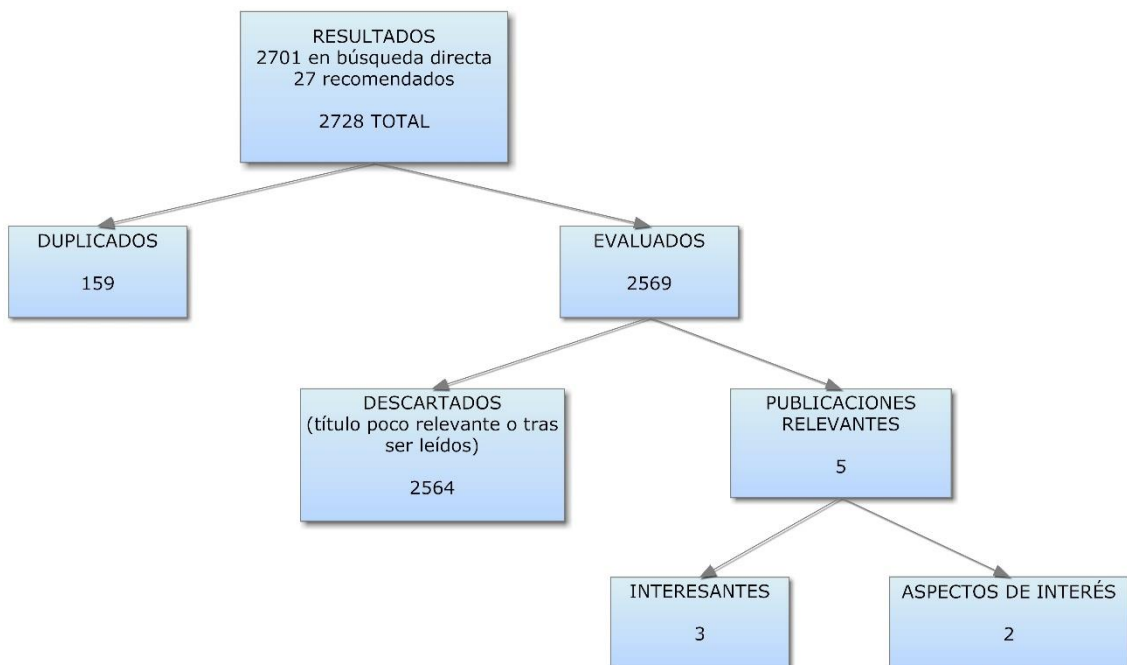 RESULTADOS
2701 en búsqueda directa
27 recomendados
2728 TOTAL
DUPLICADOS
159
EVALUADOS
2569
DESCARTADOS
(título poco relevante o tras
ser leídos)
2564
PUBLICACIONES
RELEVANTES
5
INTERESANTES
3
ASPECTOS DE INTERÉS
2